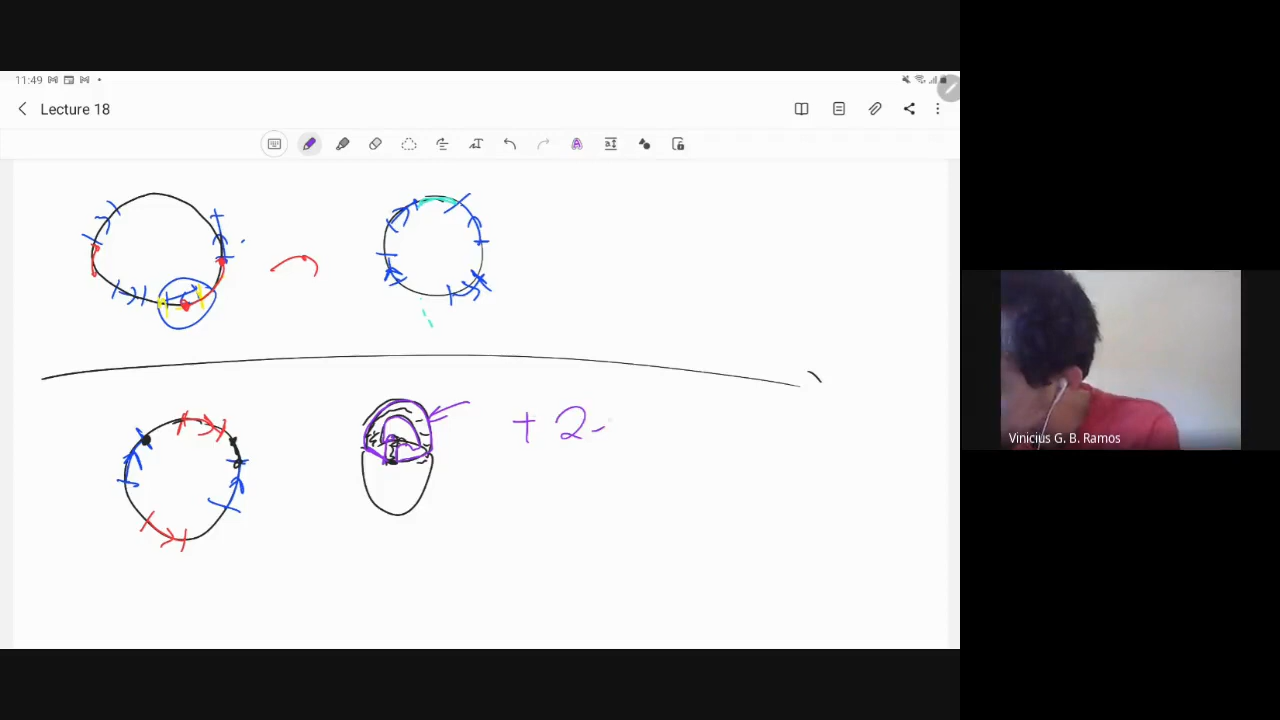 11:49
Lecture 18
+ 2-
Vinicius G. B. Ramos